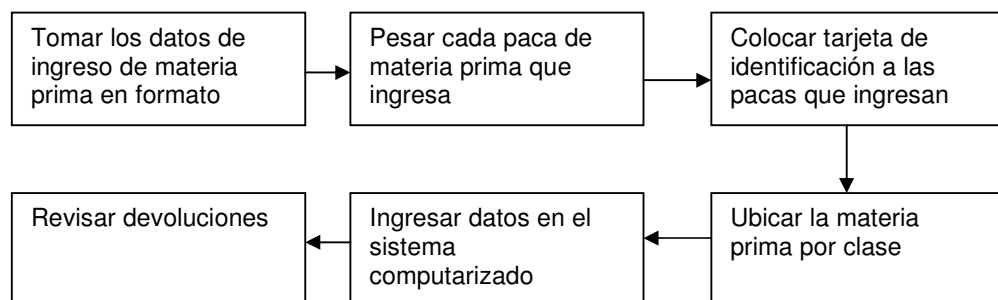 Tomar los datos de
ingreso de materia
prima en formato
Pesar cada paca de
materia prima que
ingresa
Colocar tarjeta de
identificación a las
pacas que ingresan
Ubicar la materia
prima por clase
Ingresar datos en el
sistema
computarizado
Revisar devoluciones